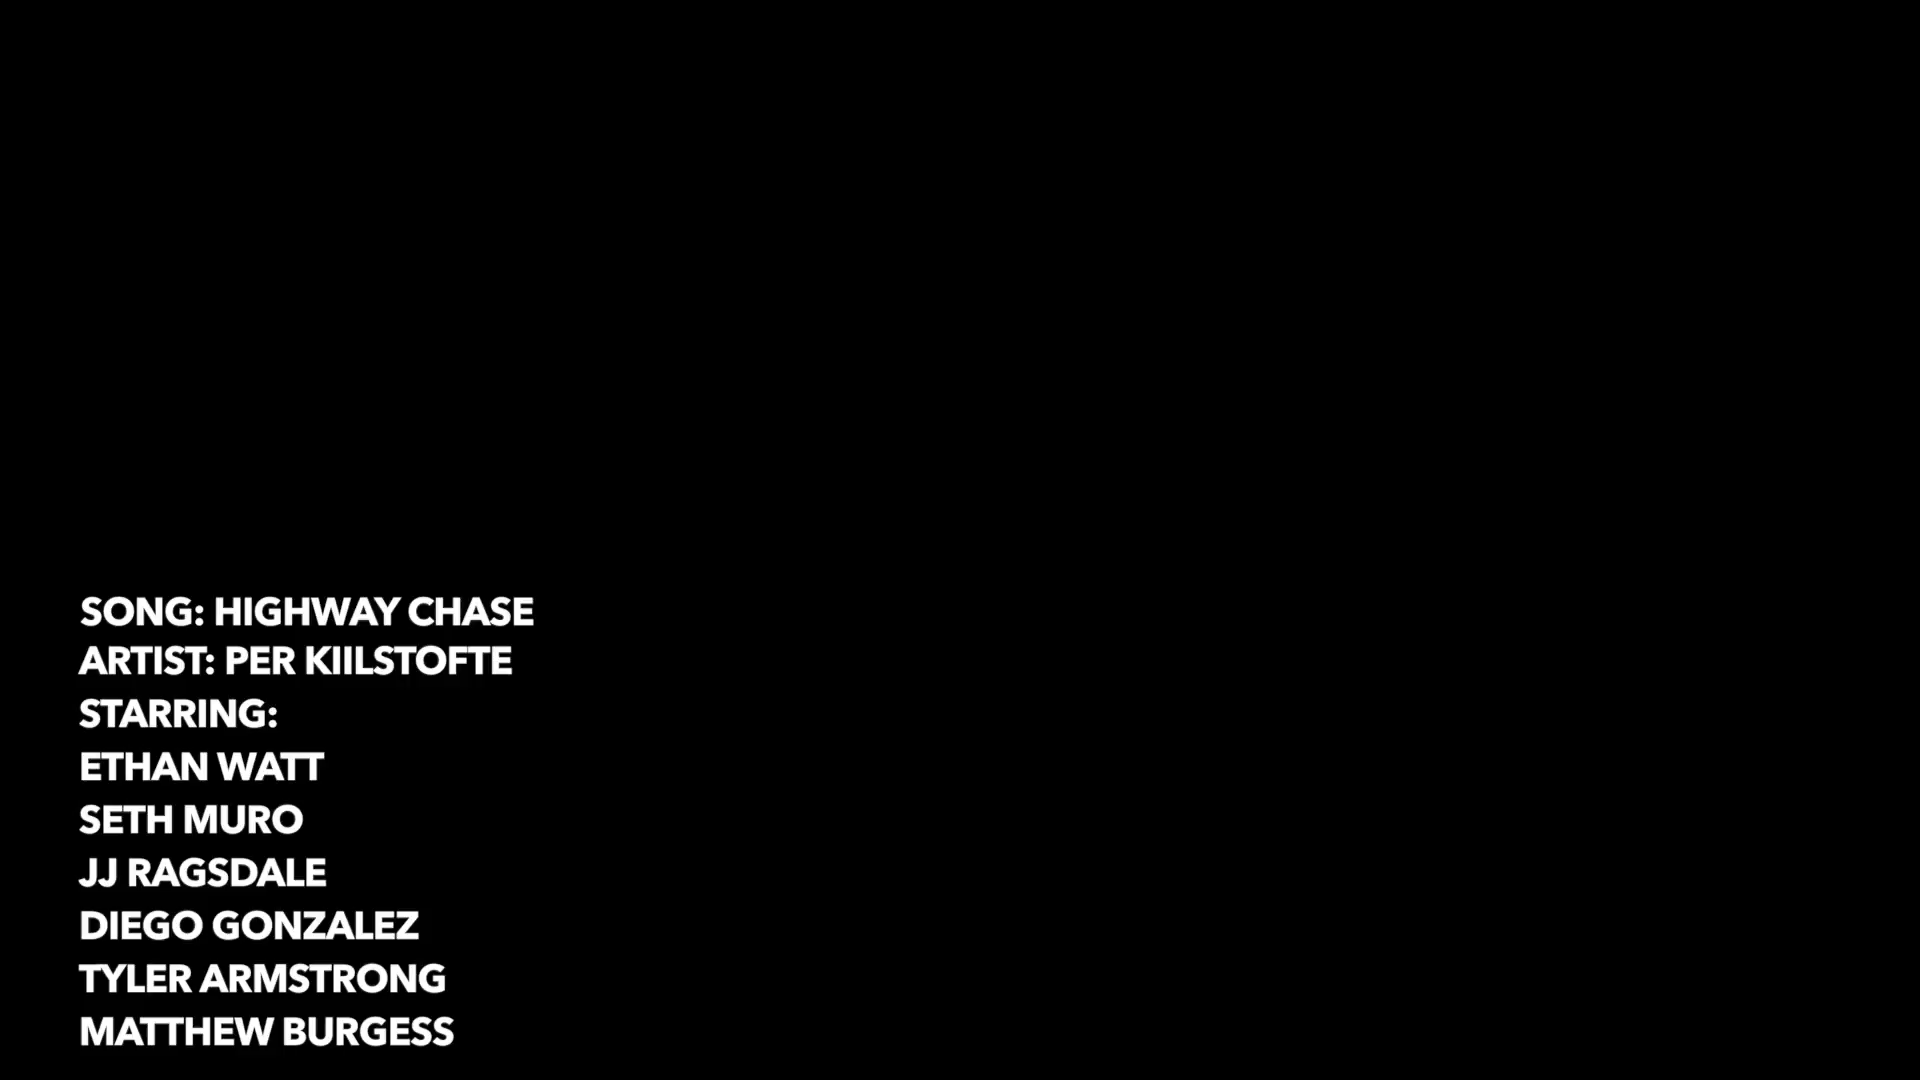 SONG: HIGHWAY CHASE
ARTIST: PER KIILSTOFTE
STARRING:
ETHAN WATT
SETH MURO
JJ RAGSDALE
DIEGO GONZALEZ
TYLER ARMSTRONG
MATTHEW BURGESS